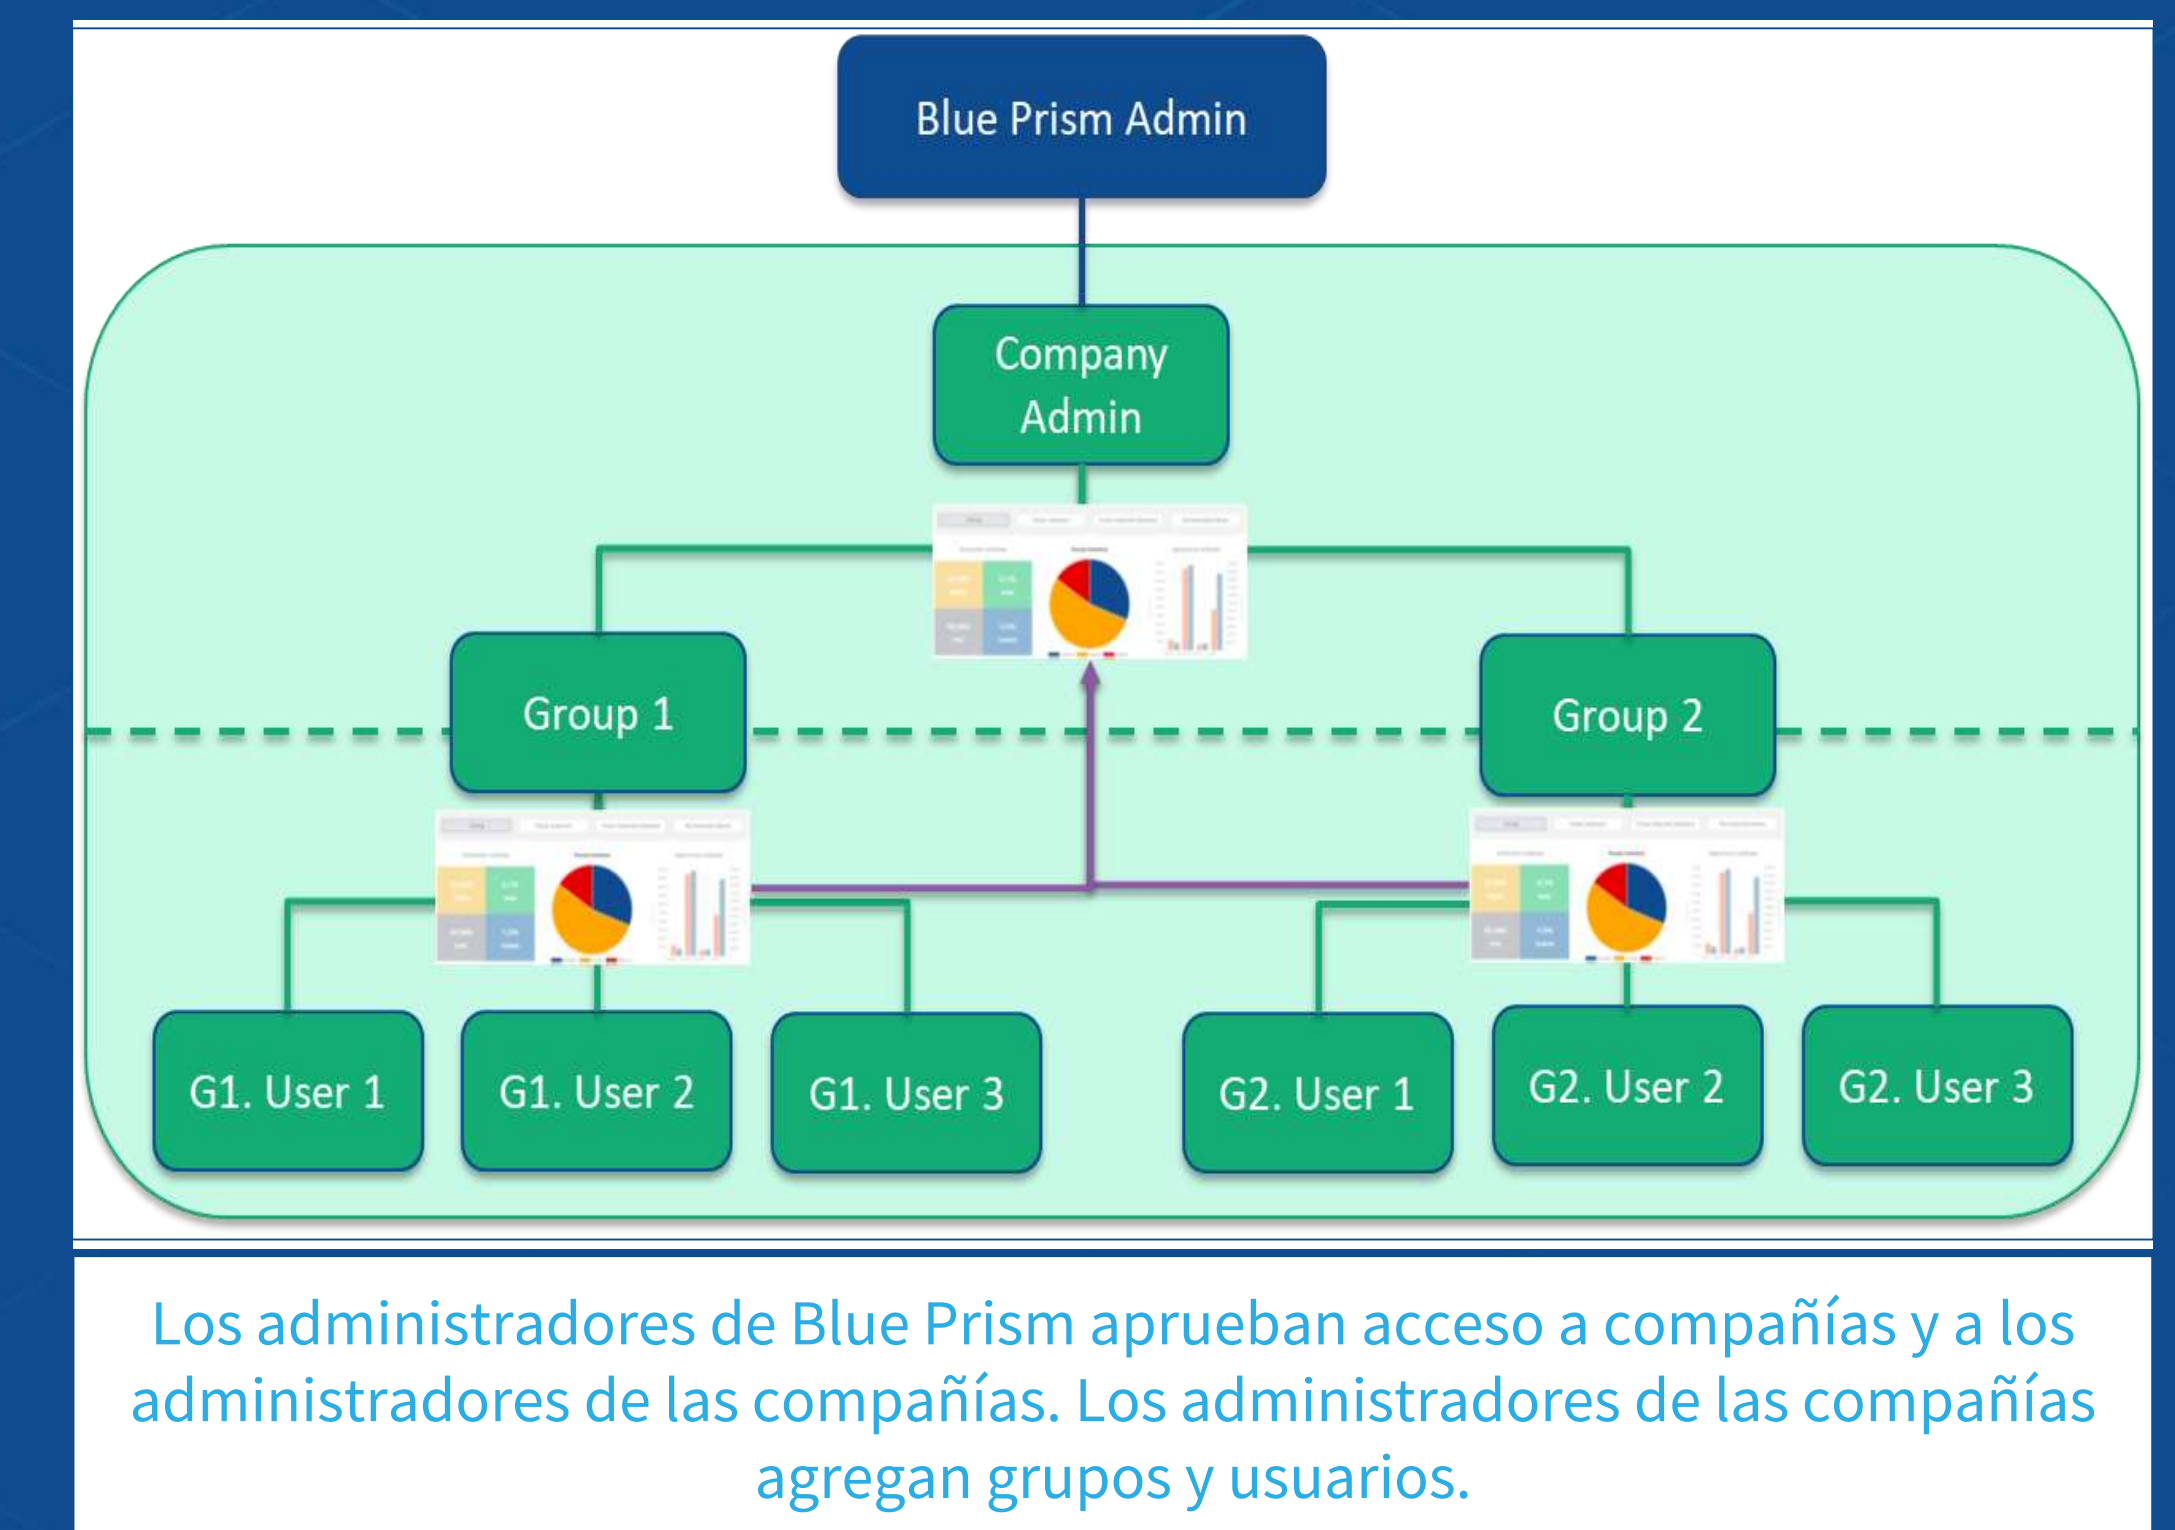 Blue Prism Admin
Company
Admin
Group 1
Group 2
G1. User 1
G1. User 2
G1. User 3
G2. User 1
G2. User 2
G2. User 3
Los administradores de Blue Prism aprueban acceso a compañías y a los
administradores de las compañías. Los administradores de las compañías
agregan grupos y usuarios.